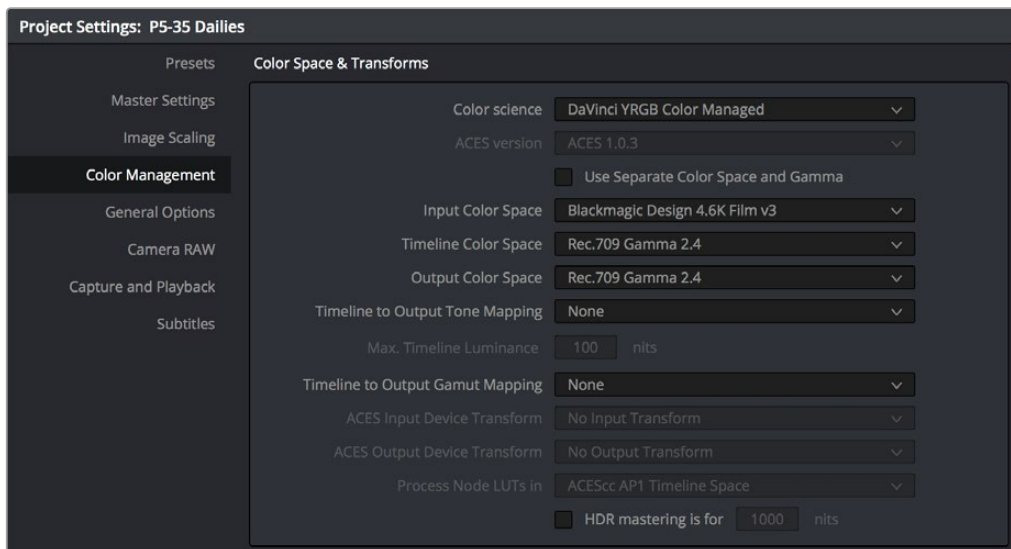 Project Settings: P5-35 Dailies
Presets
Master Settings
Image Scaling
Color Management
General Options
Camera RAW
Capture and Playback
Subtitles
Color Space & Transforms
Color science DaVinci YRGB Color Managed
ACES version ACES 1.0.3
Use Separate Color Space and Gamma
Input Color Space Blackmagic Design 4.6K Film v3
Timeline Color Space Rec.709 Gamma 2.4
Output Color Space Rec.709 Gamma 2.4
Timeline to Output Tone Mapping None
Max. Timeline Luminance 100 nits
Timeline to Output Gamut Mapping None
ACES Input Device Transform No Input Transform
ACES Output Device Transform No Output Transform
Process Node LUTs in ACEScc AP1 Timeline Space
HDR mastering is for 1000 nits